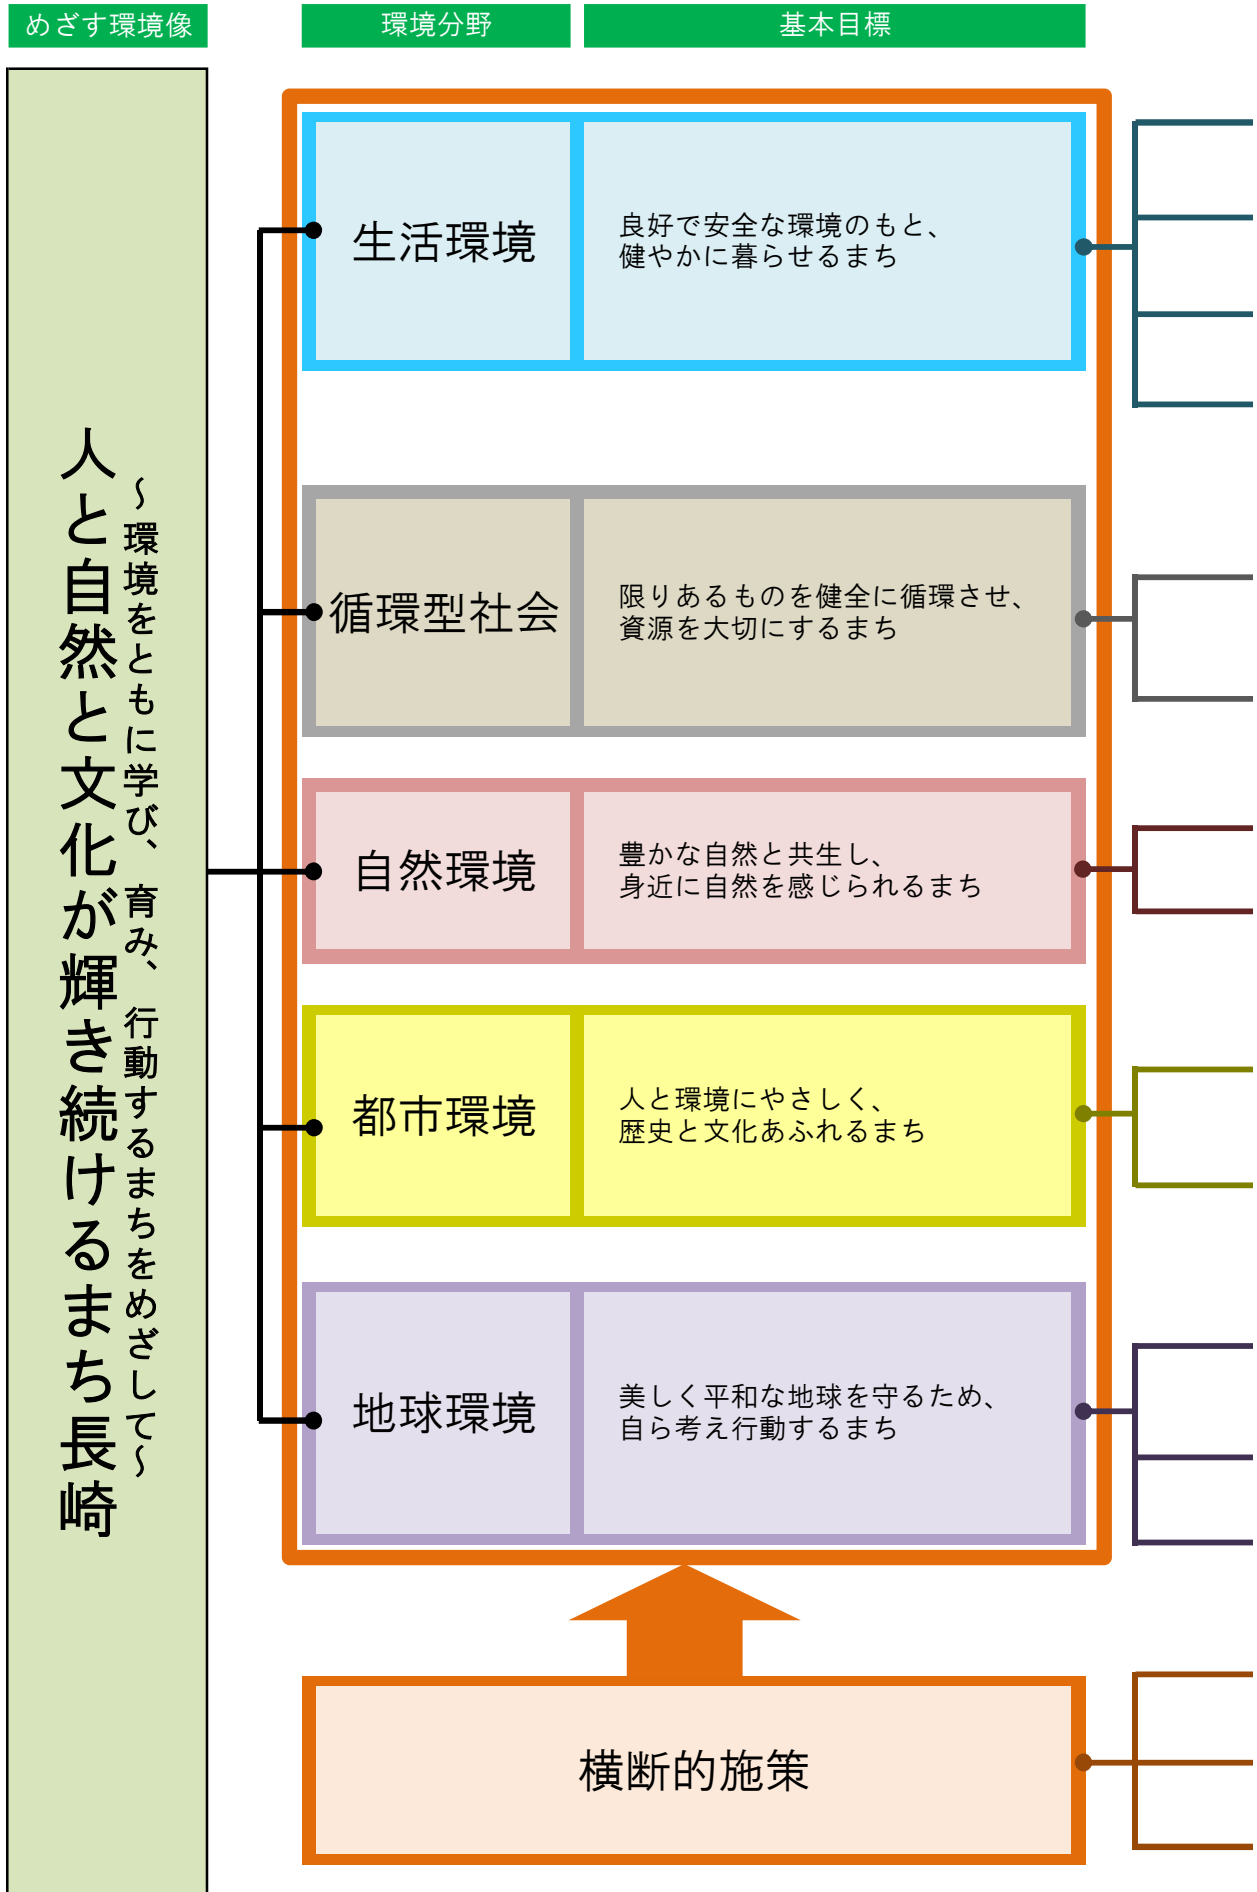 めざす環境像
環境分野
基本目標
人と自然と文化が輝き続けるまち長崎
～環境をともに学び、育み、行動するまちをめざして～
生活環境
良好で安全な環境のもと、
健やかに暮らせるまち
循環型社会
限りあるものを健全に循環させ、
資源を大切にするまち
自然環境
豊かな自然と共生し、
身近に自然を感じられるまち
都市環境
人と環境にやさしく、
歴史と文化あふれるまち
地球環境
美しく平和な地球を守るため、
自ら考え行動するまち
横断的施策